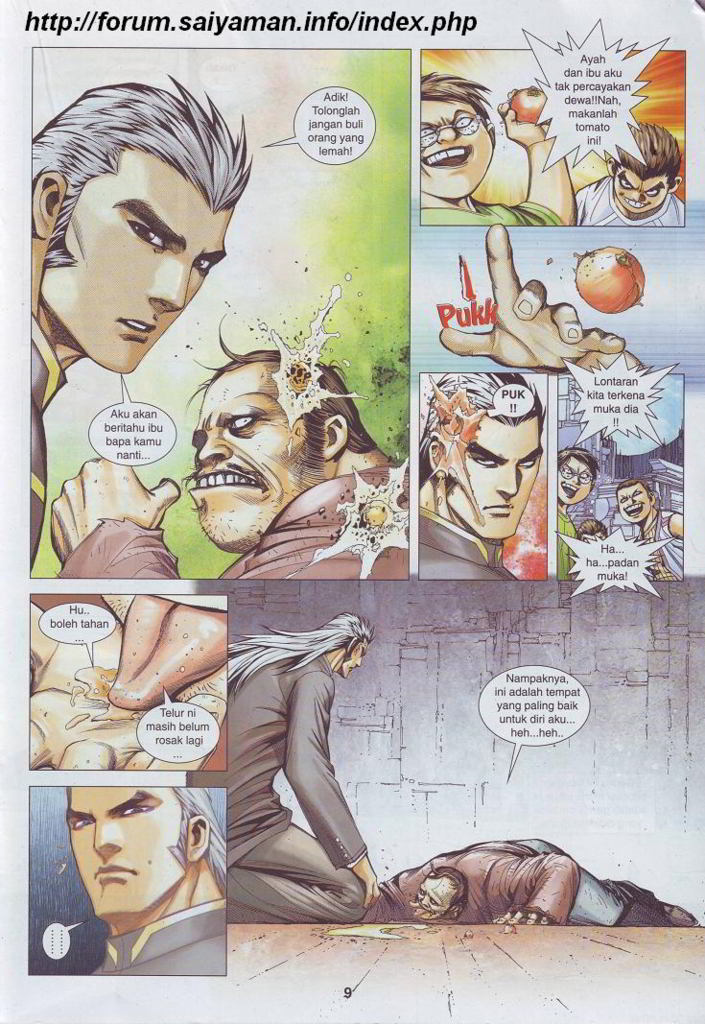 http://forum.saiyaman.info/index.php
Adik!
Tolonglah
jangan buli
orang yang
lemah!
Aku akan
beritahu ibu
bapa kamu
nanti...
Ayah
dan ibu aku
tak percayakan
dewa!!Nah,
makanlah
tomato
ini!
Pukk
PUK
!!
Lontaran
kita terkena
muka dia
!!
Ha...
ha...padan
muka!
Hu..
boleh tahan
...
Telur ni
masih belum
rosak lagi
...
Nampaknya,
ini adalah tempat
yang paling baik
untuk diri aku...
heh...heh..
......
9